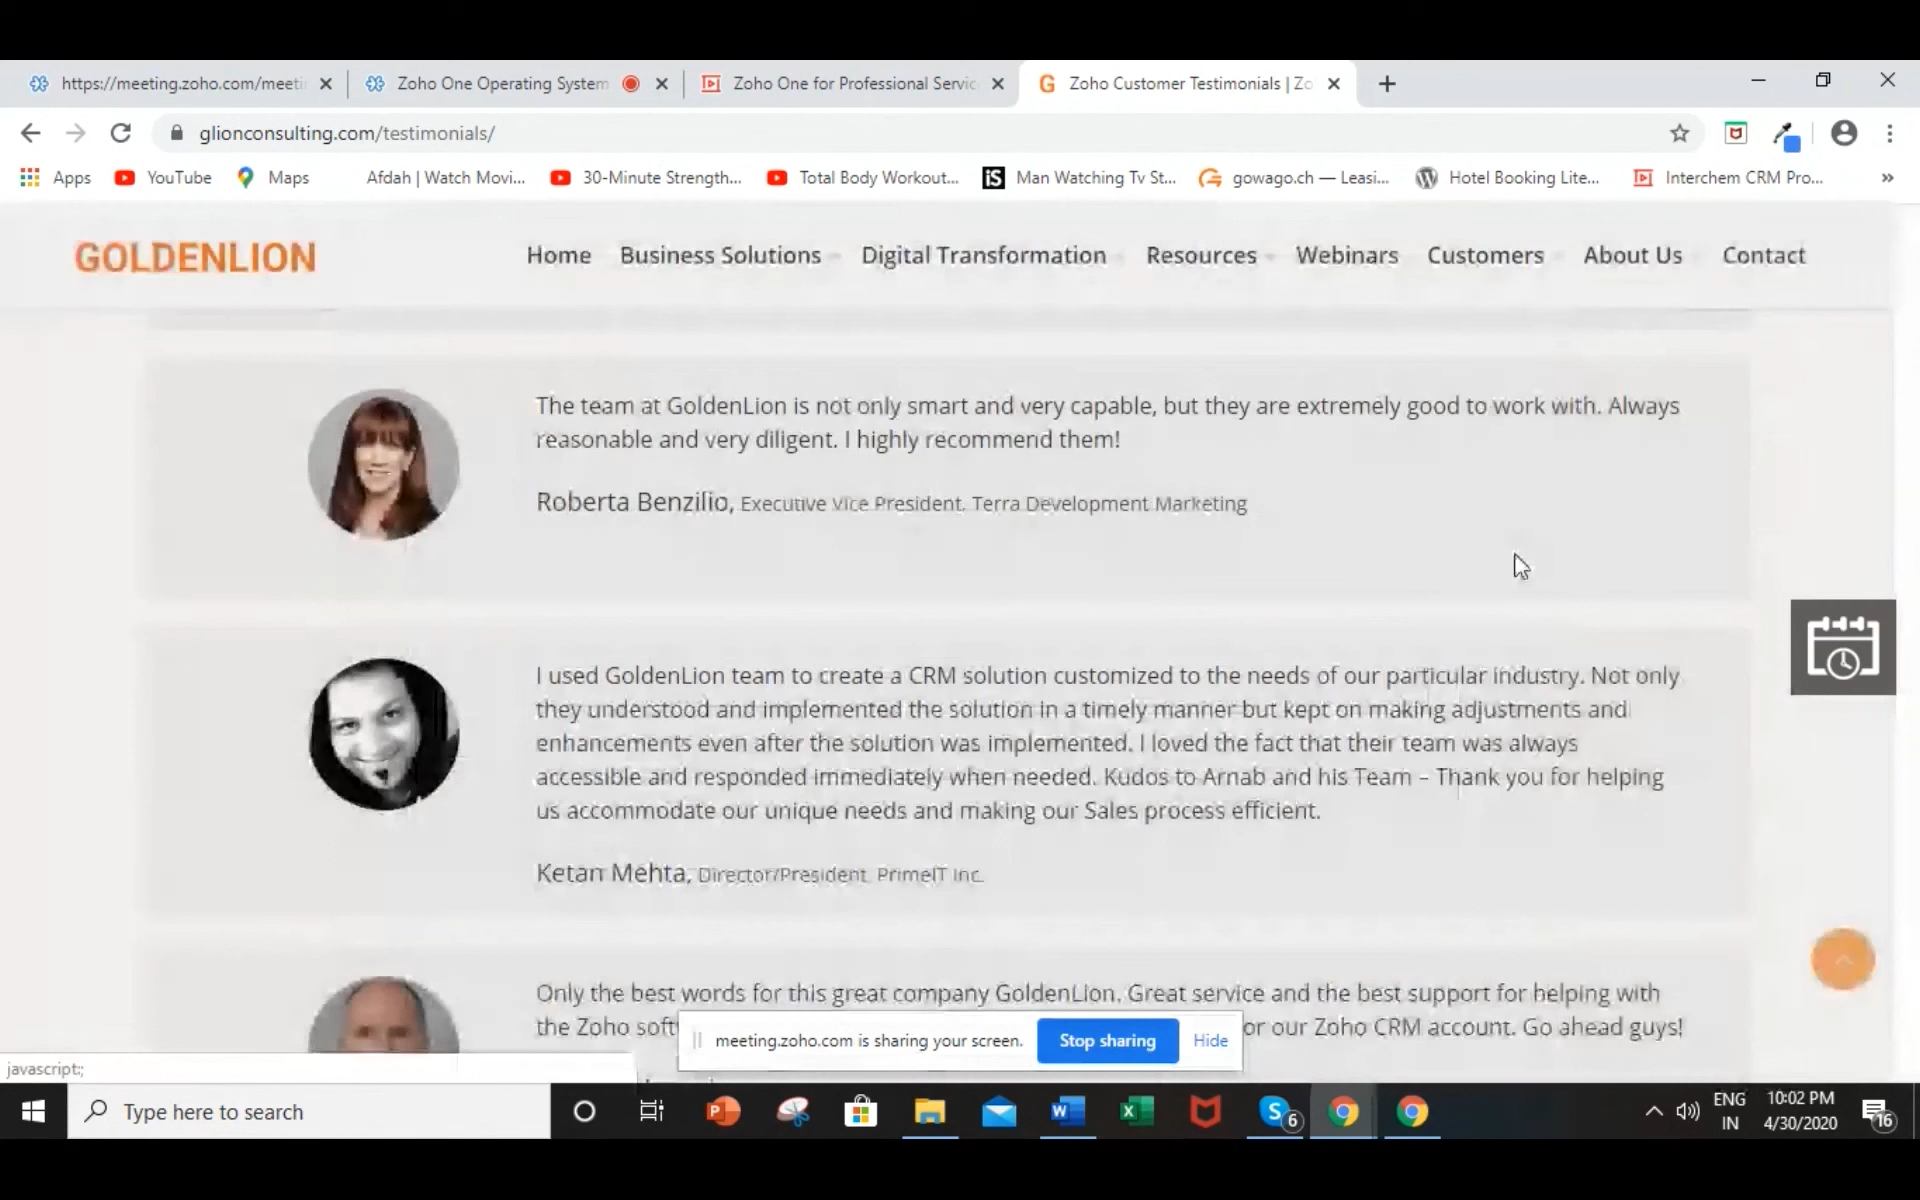 https://meeting.zoho.com/meeti
Zoho One Operating System
Zoho One for Professional Servic
Zoho Customer Testimonials | Zo
glionconsulting.com/testimonials/
Apps
YouTube
Maps
Afdah | Watch Movi...
30-Minute Strength...
Total Body Workout...
iS
Man Watching Tv St...
gowago.ch — Leasi...
Hotel Booking Lite...
Interchem CRM Pro...
»
GOLDENLION
Home
Business Solutions
Digital Transformation
Resources
Webinars
Customers
About Us
Contact
The team at GoldenLion is not only smart and very capable, but they are extremely good to work with. Always
reasonable and very diligent. I highly recommend them!
Roberta Benzilio, Executive Vice President, Terra Development Marketing
I used GoldenLion team to create a CRM solution customized to the needs of our particular industry. Not only
they understood and implemented the solution in a timely manner but kept on making adjustments and
enhancements even after the solution was implemented. I loved the fact that their team was always
accessible and responded immediately when needed. Kudos to Arnab and his Team – Thank you for helping
us accommodate our unique needs and making our Sales process efficient.
Ketan Mehta, Director/President, PrimeIT Inc.
Only the best words for this great company GoldenLion. Great service and the best support for helping with
the Zoho soft or our Zoho CRM account. Go ahead guys!
meeting.zoho.com is sharing your screen.
Stop sharing
Hide
javascript:;
Type here to search
ENG
IN
10:02 PM
4/30/2020
6
16